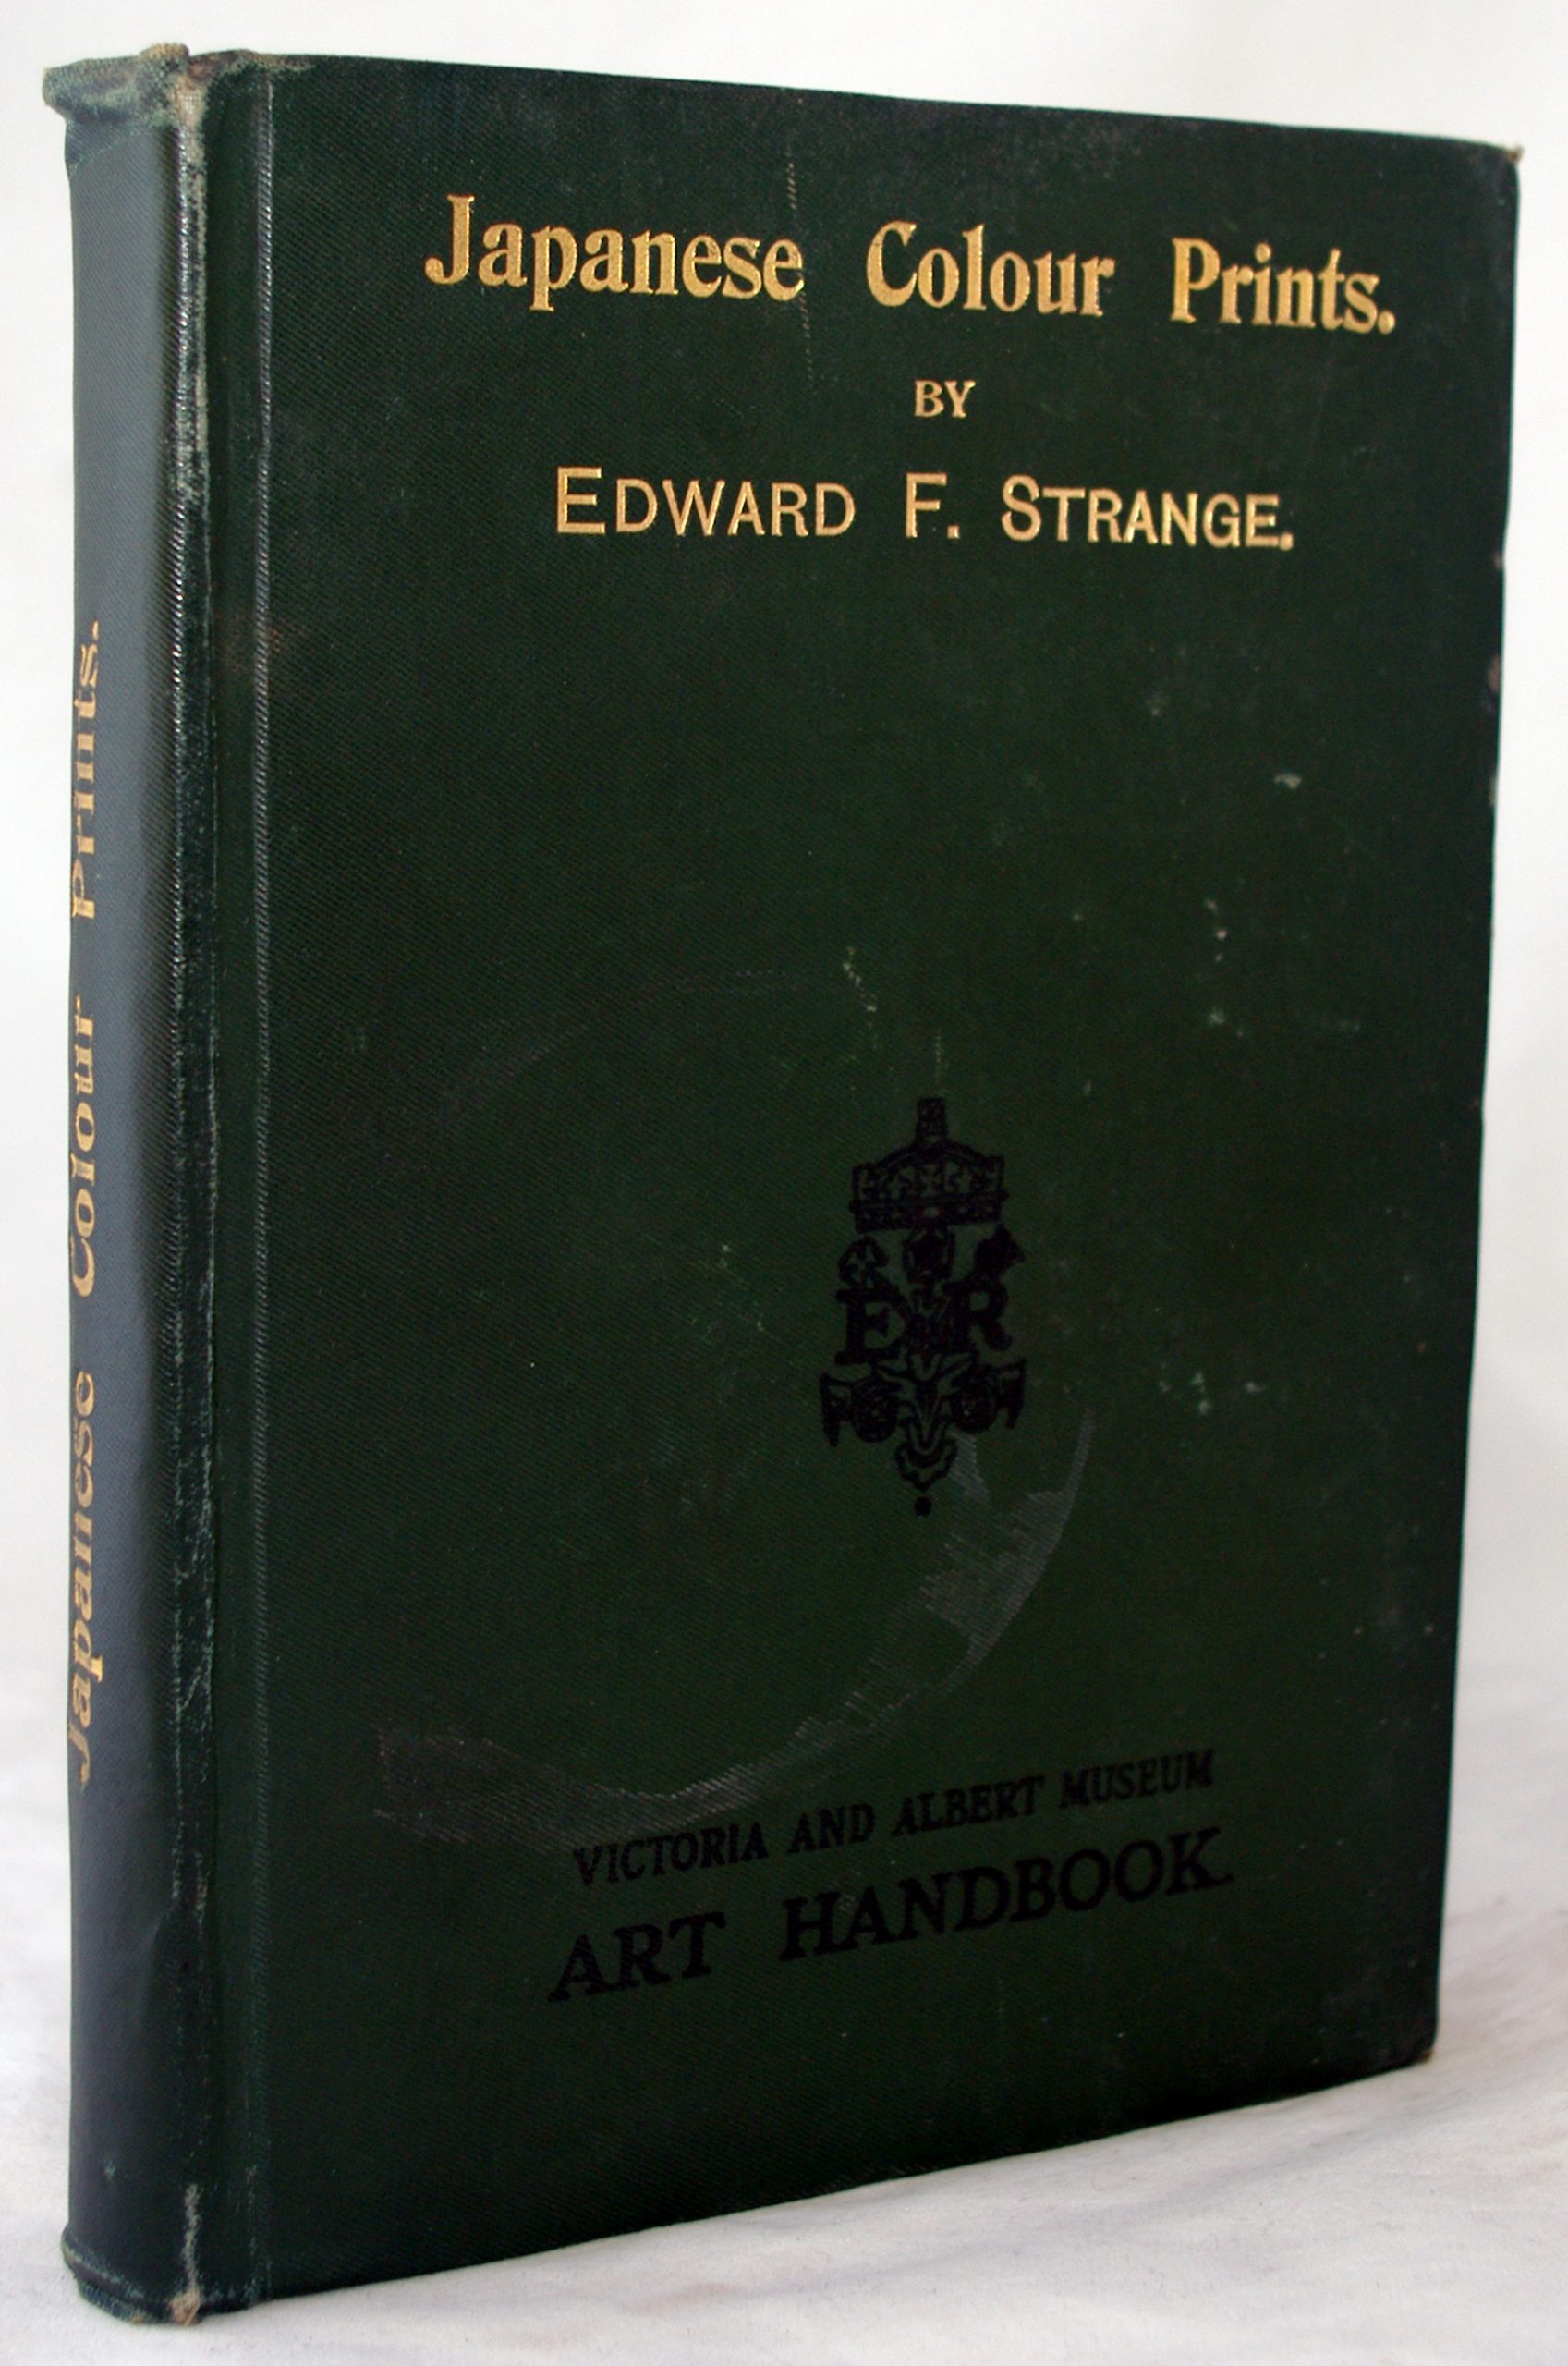 Japanese Colour Prints.
BY
EDWARD F. STRANGE.
E R
VICTORIA AND ALBERT MUSEUM
ART HANDBOOK.
Japanese Colour Prints.